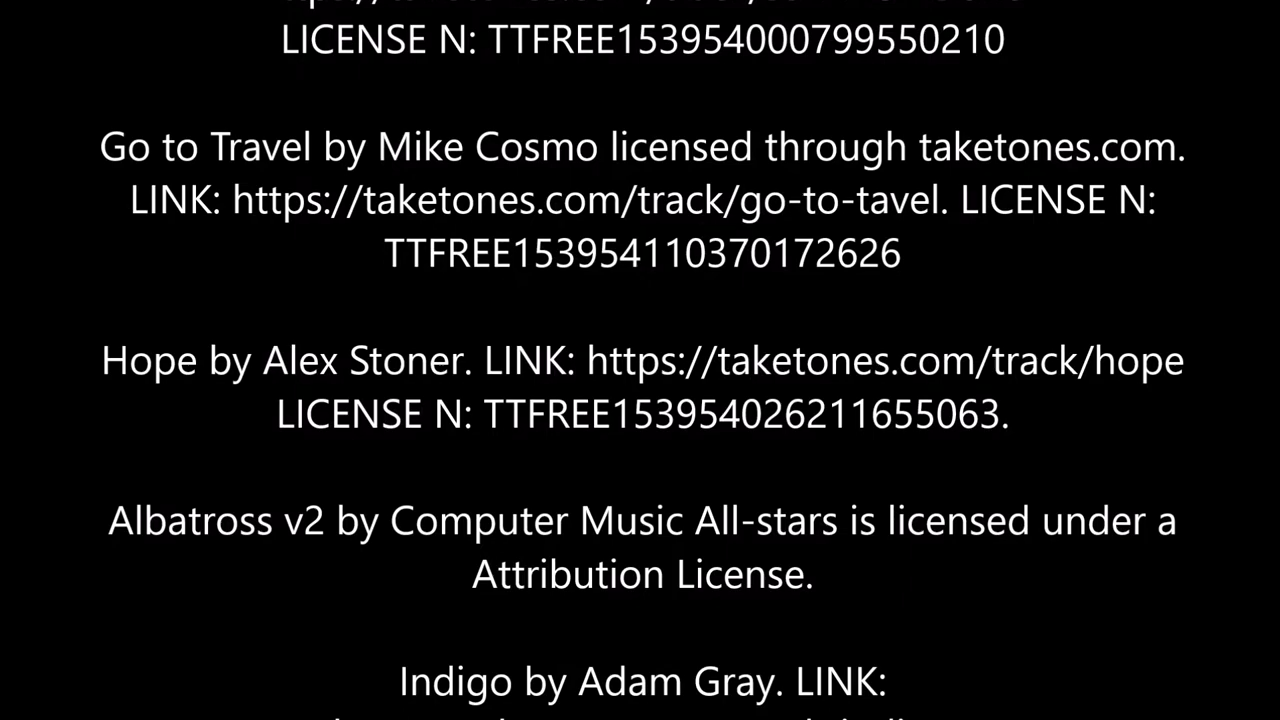 LICENSE N: TTFREE153954000799550210
Go to Travel by Mike Cosmo licensed through taketones.com.
LINK: https://taketones.com/track/go-to-tavel. LICENSE N:
TTFREE153954110370172626
Hope by Alex Stoner. LINK: https://taketones.com/track/hope
LICENSE N: TTFREE153954026211655063.
Albatross v2 by Computer Music All-stars is licensed under a
Attribution License.
Indigo by Adam Gray. LINK: